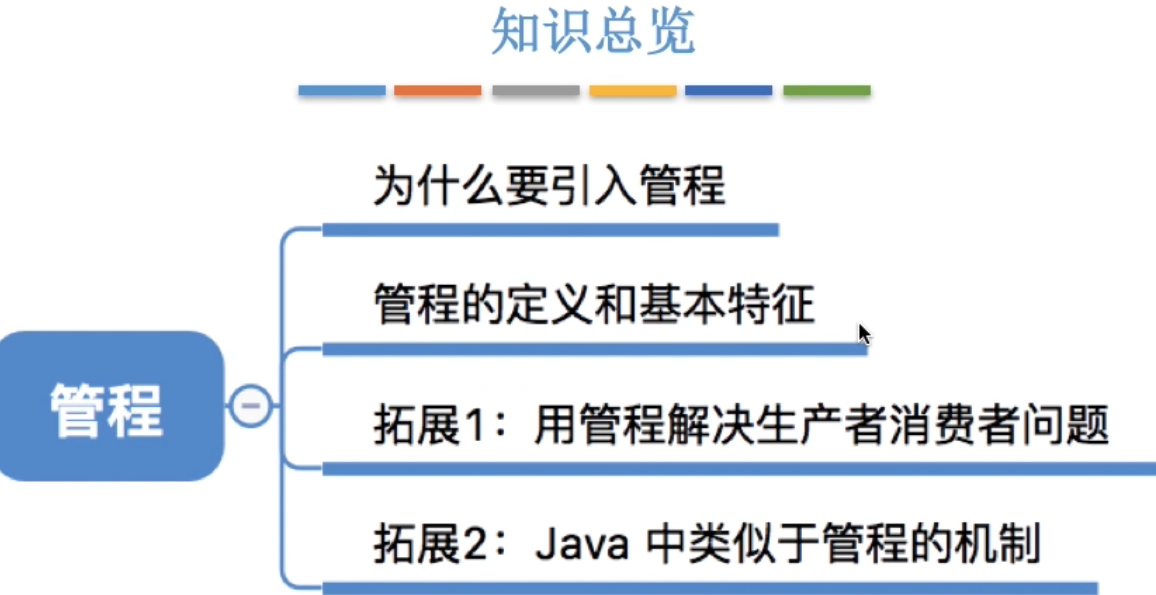 知识总览
为什么要引入管程
管程的定义和基本特征
管程
拓展1：用管程解决生产者消费者问题
拓展2：Java 中类似于管程的机制